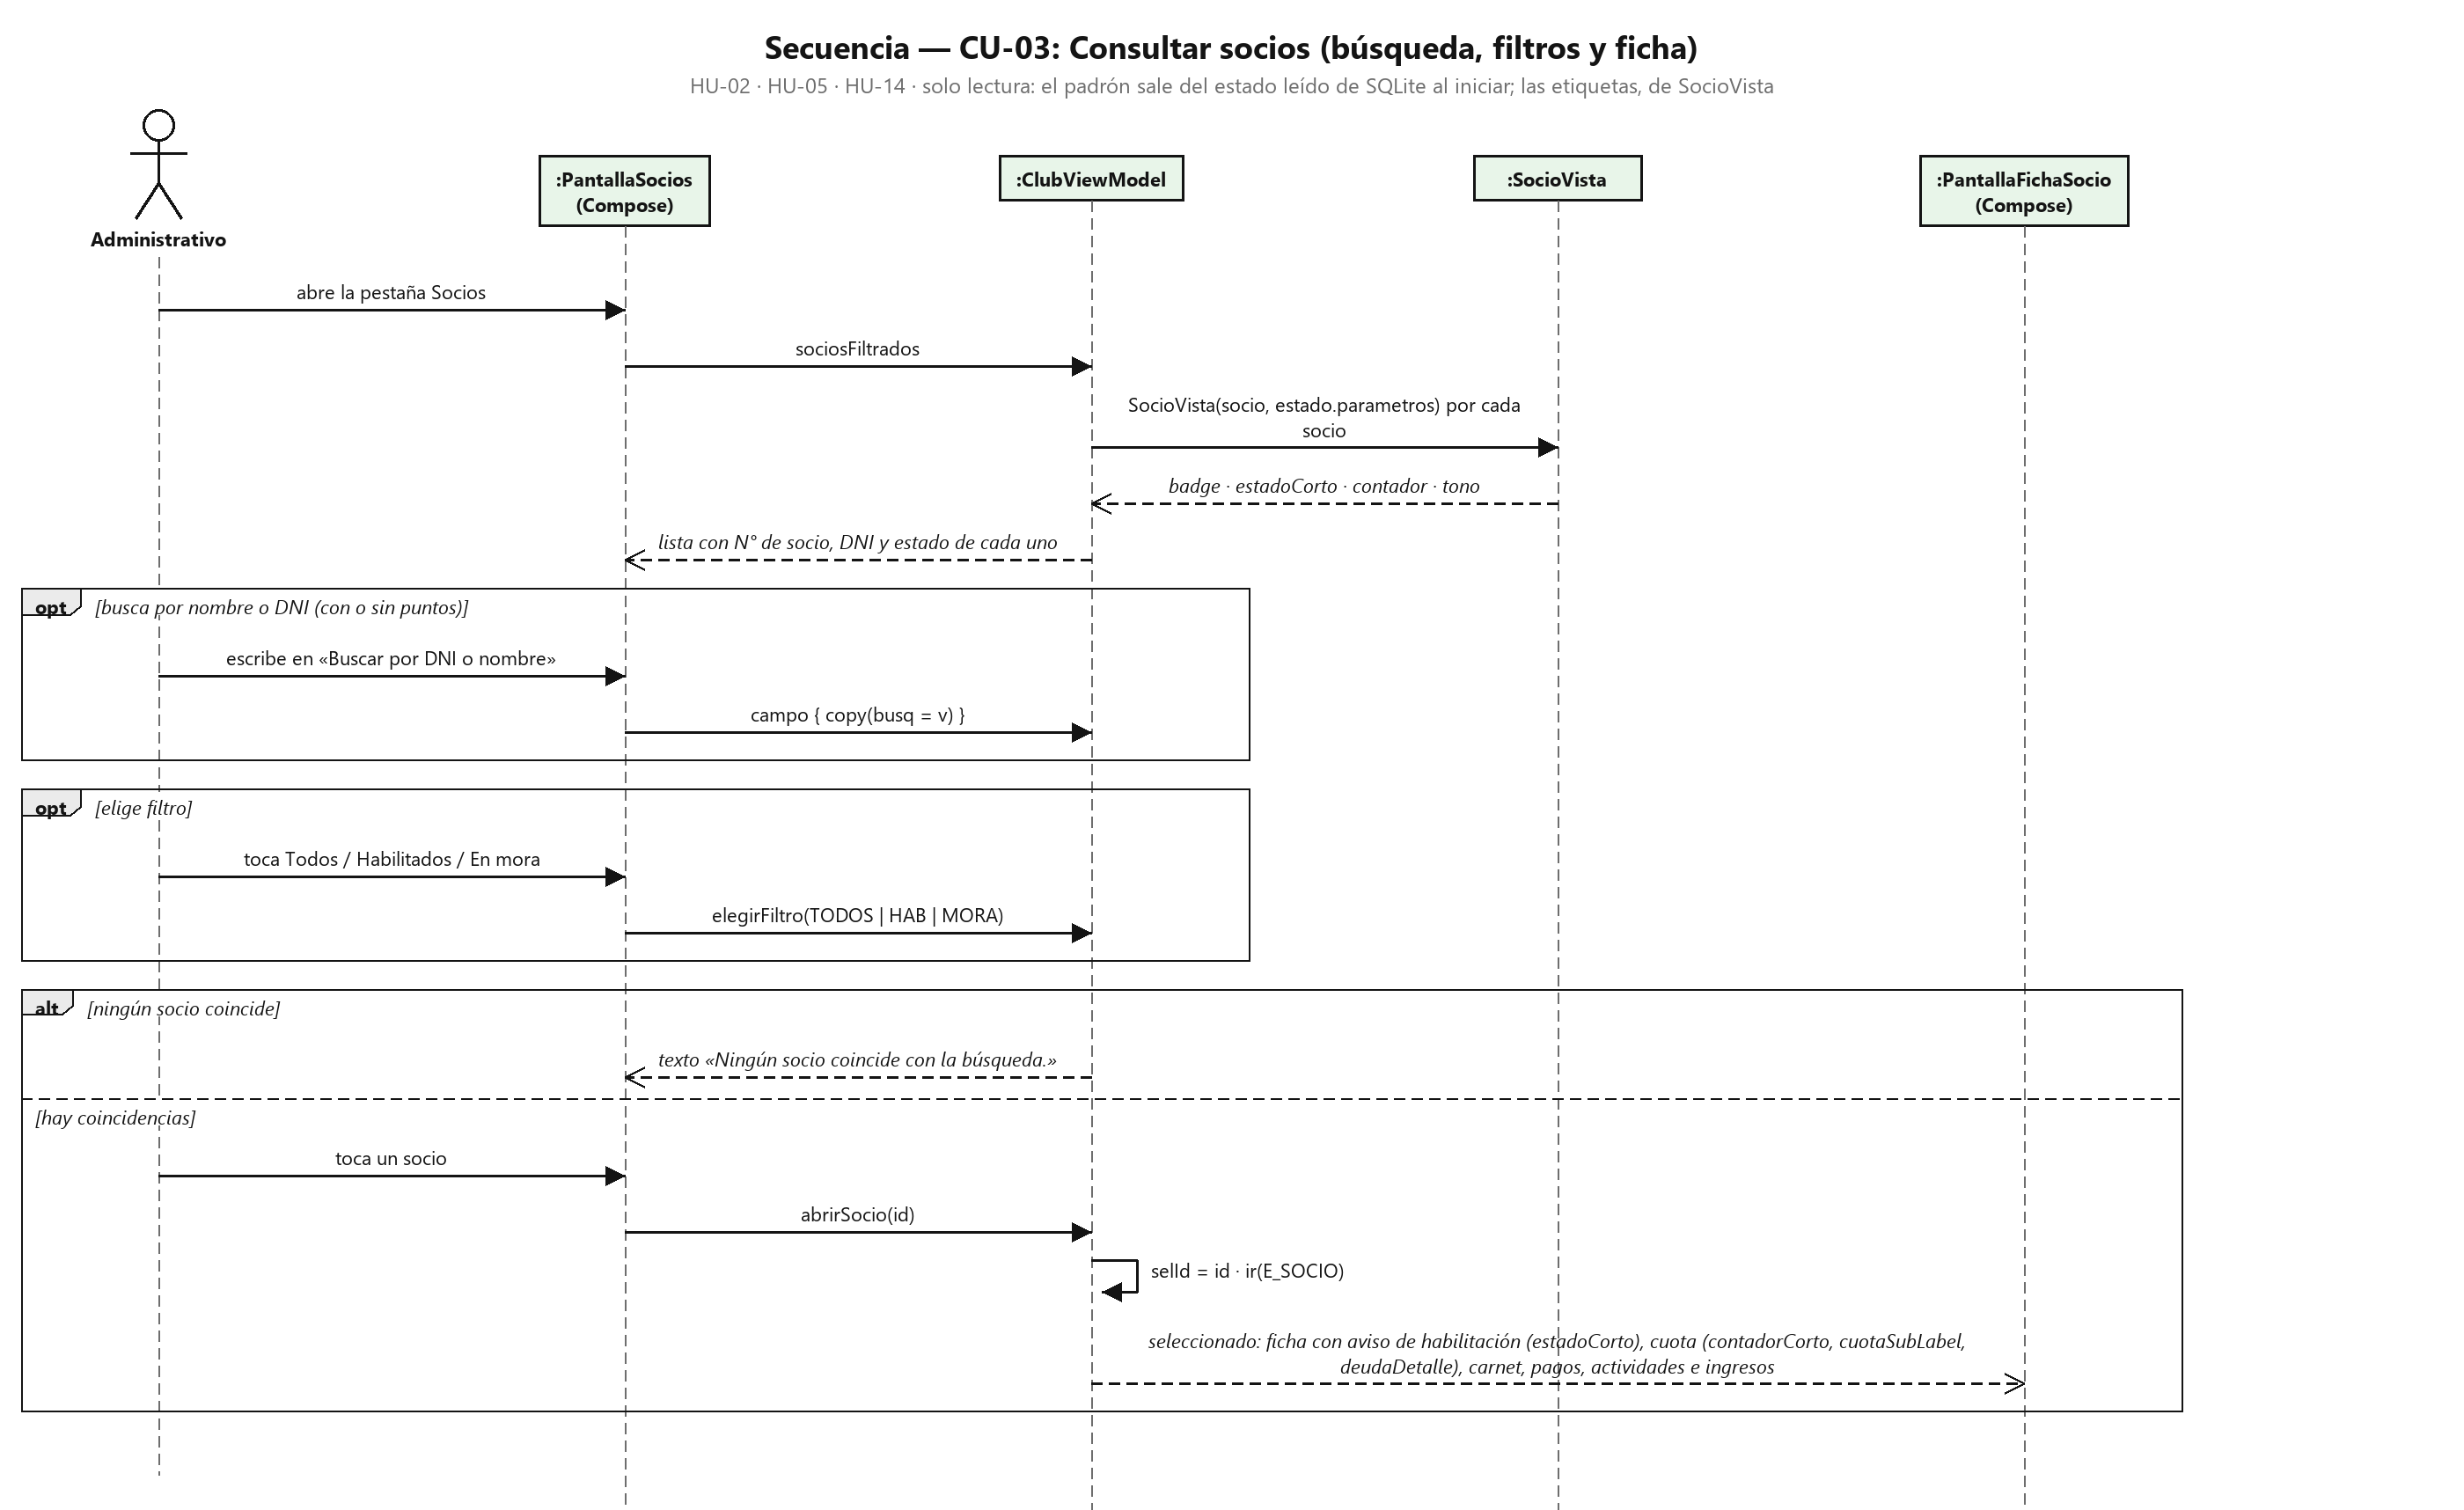 Secuencia — CU-03: Consultar socios (búsqueda, filtros y ficha)
HU-02 · HU-05 · HU-14 · solo lectura: el padrón sale del estado leído de SQLite al iniciar; las etiquetas, de SocioVista
Administrativo
:PantallaSocios
(Compose)
:ClubViewModel
:SocioVista
:PantallaFichaSocio
(Compose)
abre la pestaña Socios
sociosFiltrados
SocioVista(socio, estado.parametros) por cada
socio
badge · estadoCorto · contador · tono
lista con N° de socio, DNI y estado de cada uno
opt [busca por nombre o DNI (con o sin puntos)]
escribe en «Buscar por DNI o nombre»
campo { copy(busq = v) }
opt [elige filtro]
toca Todos / Habilitados / En mora
elegirFiltro(TODOS | HAB | MORA)
alt [ningún socio coincide]
texto «Ningún socio coincide con la búsqueda.»
[hay coincidencias]
toca un socio
abrirSocio(id)
selId = id · ir(E_SOCIO)
seleccionado: ficha con aviso de habilitación (estadoCorto), cuota (contadorCorto, cuotaSubLabel,
deudaDetalle), carnet, pagos, actividades e ingresos